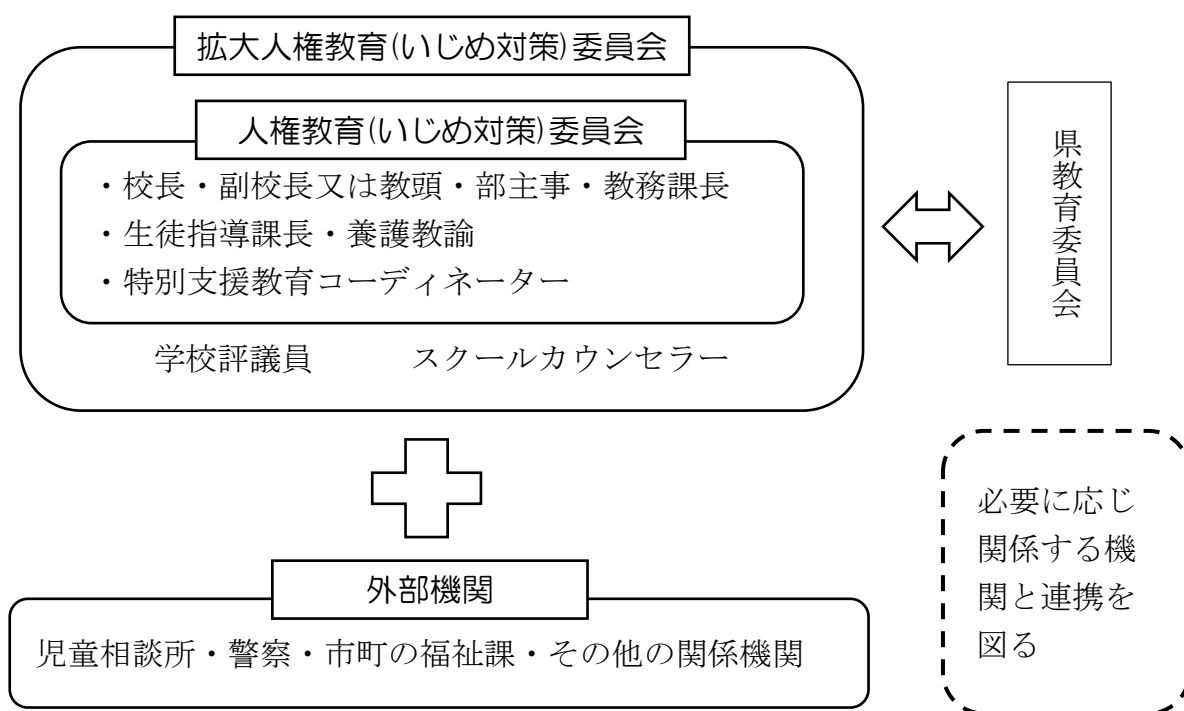 拡大人権教育(いじめ対策)委員会
人権教育(いじめ対策)委員会
・校長・副校長又は教頭・部主事・教務課長
・生徒指導課長・養護教諭
・特別支援教育コーディネーター
学校評議員　　　スクールカウンセラー
県教育委員会
外部機関
児童相談所・警察・市町の福祉課・その他の関係機関
必要に応じ
関係する機
関と連携を
図る